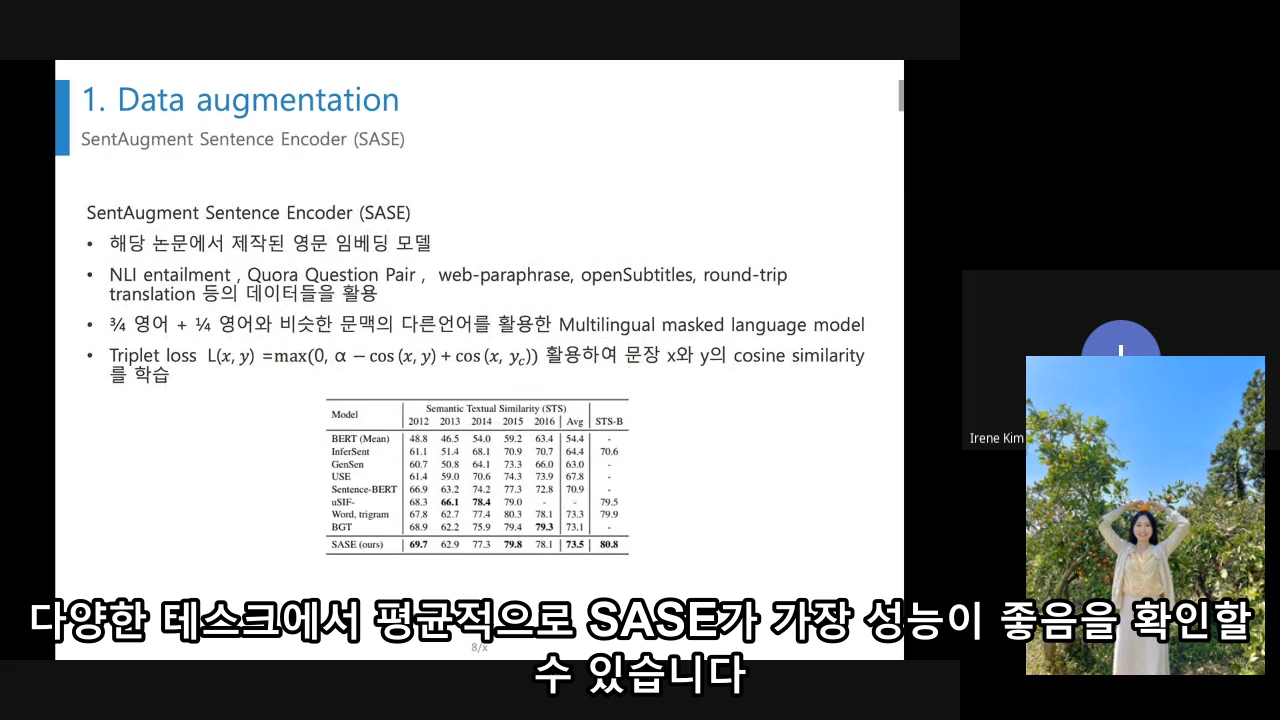 1. Data augmentation
SentAugment Sentence Encoder (SASE)
SentAugment Sentence Encoder (SASE)
• 해당 논문에서 제작된 영문 임베딩 모델
• NLI entailment , Quora Question Pair , web-paraphrase, openSubtitles, round-trip
translation 등의 데이터들을 활용
• ¾ 영어 + ¼ 영어와 비슷한 문맥의 다른언어를 활용한 Multilingual masked language model
• Triplet loss L(x, y) =max(0, α − cos (x, y) + cos (x, y_c)) 활용하여 문장 x와 y의 cosine similarity
를 학습
Model Semantic Textual Similarity (STS)
2012 2013 2014 2015 2016 Avg STS-B
BERT (Mean) 48.8 46.5 54.0 59.2 63.4 54.4 -
InferSent 61.1 51.4 68.1 70.9 70.7 64.4 70.6
GenSen 60.7 50.8 64.1 73.3 66.0 63.0 -
USE 61.4 59.0 70.6 74.3 73.9 67.8 -
Sentence-BERT 66.9 63.2 74.2 77.3 72.8 70.9 -
uSIF- 68.3 66.1 78.4 79.0 - - 79.5
Word, trigram 67.8 62.7 77.4 80.3 78.1 73.3 79.9
BGT 68.9 62.2 75.9 79.4 79.3 73.1 -
SASE (ours) 69.7 62.9 77.3 79.8 78.1 73.5 80.8
I
Irene Kim
다양한 테스크에서 평균적으로 SASE가 가장 성능이 좋음을 확인할
수 있습니다
8/x